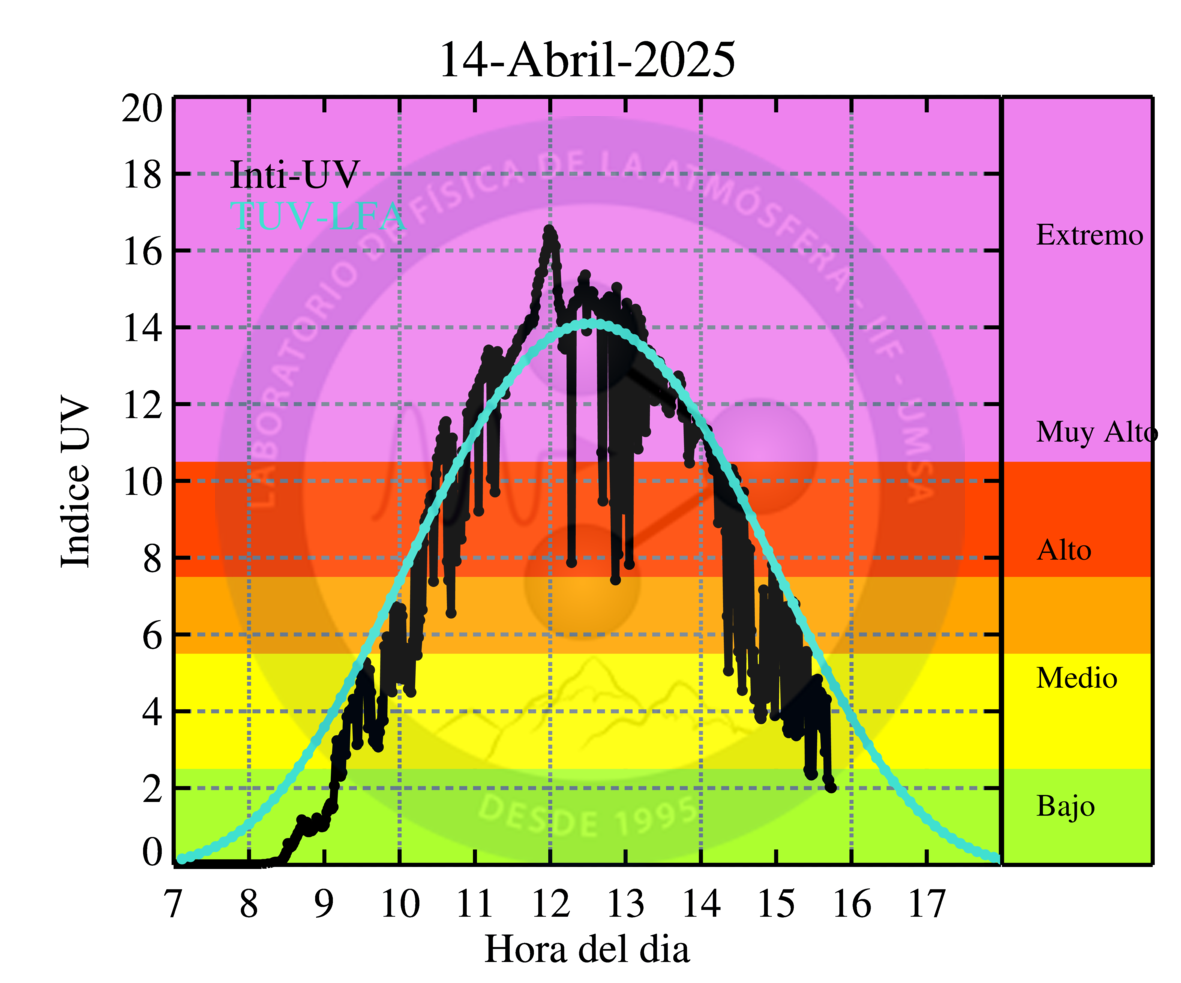 14-Abril-2025
20
18
16
14
12
10
8
6
4
2
0
Indice UV
Inti-UV
TUV-LFA
LABORATORIO DE FÍSICA DE LA ATMÓSFERA - IIF - UMSA
DESDE 1995
Extremo
Muy Alto
Alto
Medio
Bajo
7 8 9 10 11 12 13 14 15 16 17
Hora del dia